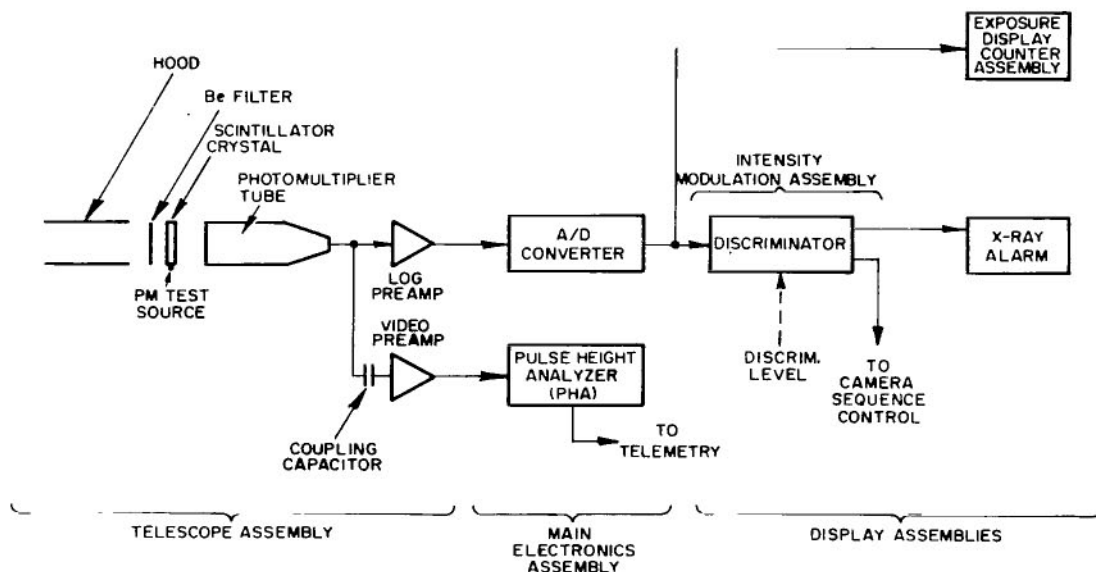 EXPOSURE
DISPLAY
COUNTER
ASSEMBLY
HOOD
Be FILTER
SCINTILLATOR
CRYSTAL
PHOTOMULTIPLIER
TUBE
INTENSITY
MODULATION ASSEMBLY
A/D
CONVERTER
DISCRIMINATOR
X-RAY
ALARM
PM TEST
SOURCE
LOG
PREAMP
VIDEO
PREAMP
PULSE HEIGHT
ANALYZER
(PHA)
DISCRIM.
LEVEL
TO
CAMERA
SEQUENCE
CONTROL
COUPLING
CAPACITOR
TO
TELEMETRY
TELESCOPE ASSEMBLY
MAIN
ELECTRONICS
ASSEMBLY
DISPLAY ASSEMBLIES